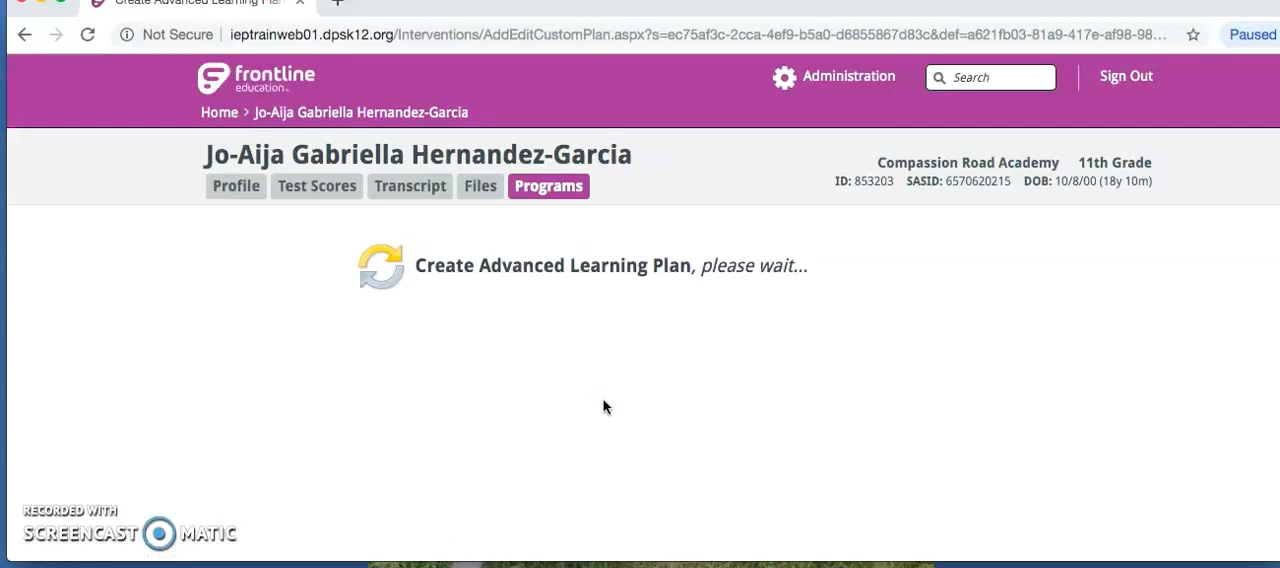 Create Advanced Learning Plan
Not Secure ieptrainweb01.dpsk12.org/Interventions/AddEditCustomPlan.aspx?s=ec75af3c-2cca-4ef9-b5a0-d6855867d83c&def=a621fb03-81a9-417e-af98-98... Paused
frontline education
Administration Search Sign Out
Home > Jo-Aija Gabriella Hernandez-Garcia
Jo-Aija Gabriella Hernandez-Garcia
Compassion Road Academy 11th Grade
Profile Test Scores Transcript Files Programs
ID: 853203 SASID: 6570620215 DOB: 10/8/00 (18y 10m)
Create Advanced Learning Plan, please wait...
RECORDED WITH
SCREENCAST MATIC